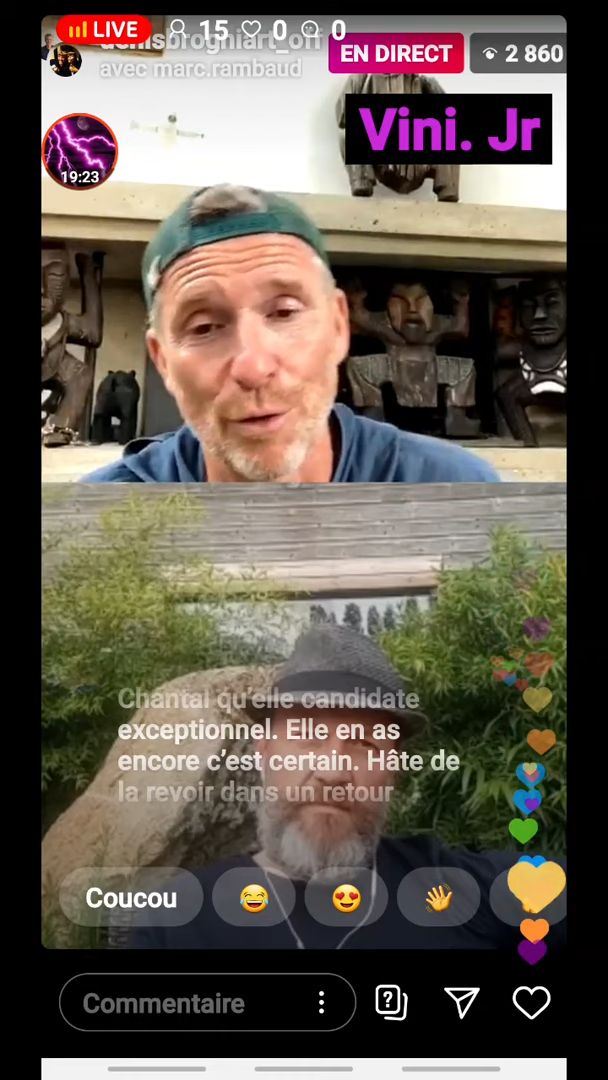 LIVE 15 0 0
denisbrogniart_off
avec marc.rambaud
EN DIRECT
2 860
Vini. Jr
19:23
Chantal qu'elle candidate
exceptionnel. Elle en as
encore c'est certain. Hâte de
la revoir dans un retour
Coucou
Commentaire